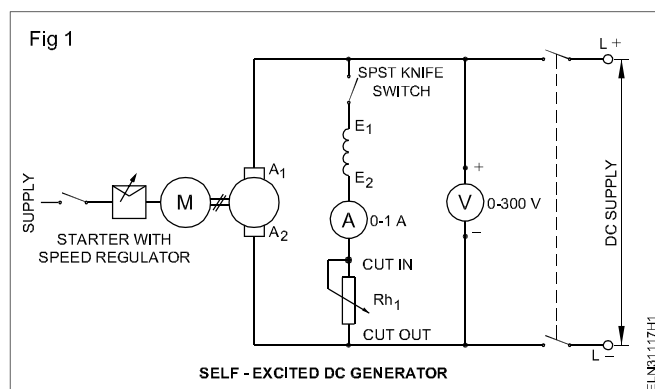 Fig 1
L +
SPST KNIFE
SWITCH
E1
E2
A1
A2
SUPPLY
M
STARTER WITH
SPEED REGULATOR
A
0-1 A
CUT IN
Rh1
CUT OUT
+
V
0-300 V
–
DC SUPPLY
L –
SELF - EXCITED DC GENERATOR
ELN31117H1